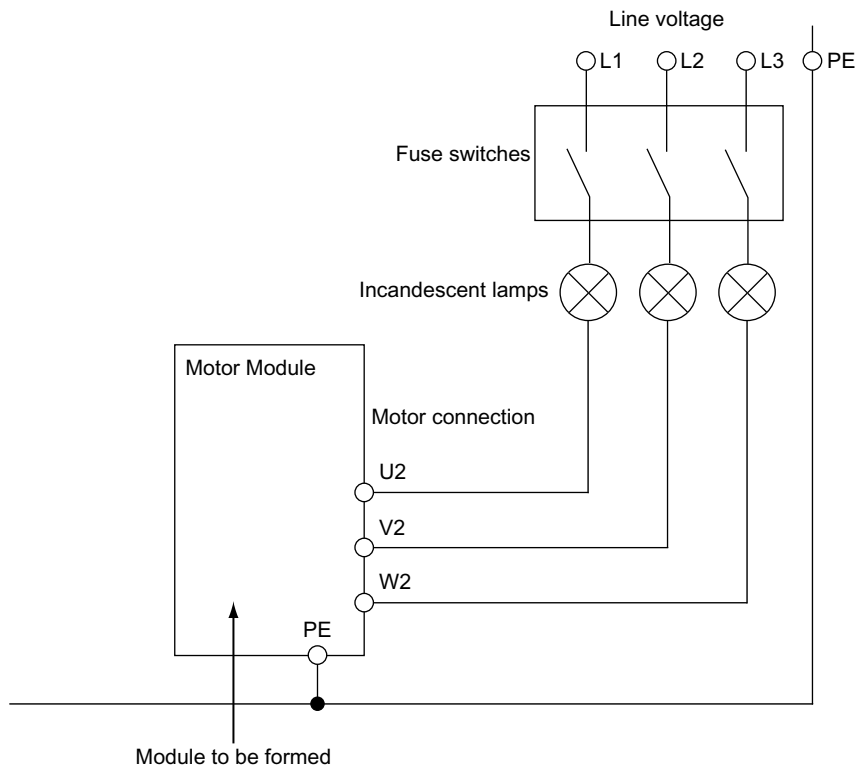 Line voltage
L1
L2
L3
PE
Fuse switches
Incandescent lamps
Motor Module
Motor connection
U2
V2
W2
PE
Module to be formed